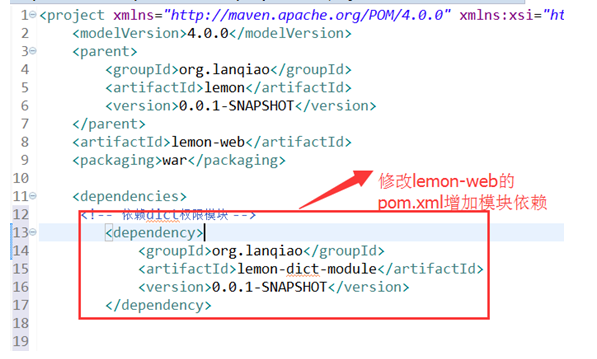 1 <project xmlns="http://maven.apache.org/POM/4.0.0" xmlns:xsi="ht
2 <modelVersion>4.0.0</modelVersion>
3 <parent>
4 <groupId>org.lanqiao</groupId>
5 <artifactId>lemon</artifactId>
6 <version>0.0.1-SNAPSHOT</version>
7 </parent>
8 <artifactId>lemon-web</artifactId>
9 <packaging>war</packaging>
10
11 <dependencies>
12 <!-- 依赖dict权限模块 -->
13 <dependency>
14 <groupId>org.lanqiao</groupId>
15 <artifactId>lemon-dict-module</artifactId>
16 <version>0.0.1-SNAPSHOT</version>
17 </dependency>
18
19
修改lemon-web的
pom.xml增加模块依赖